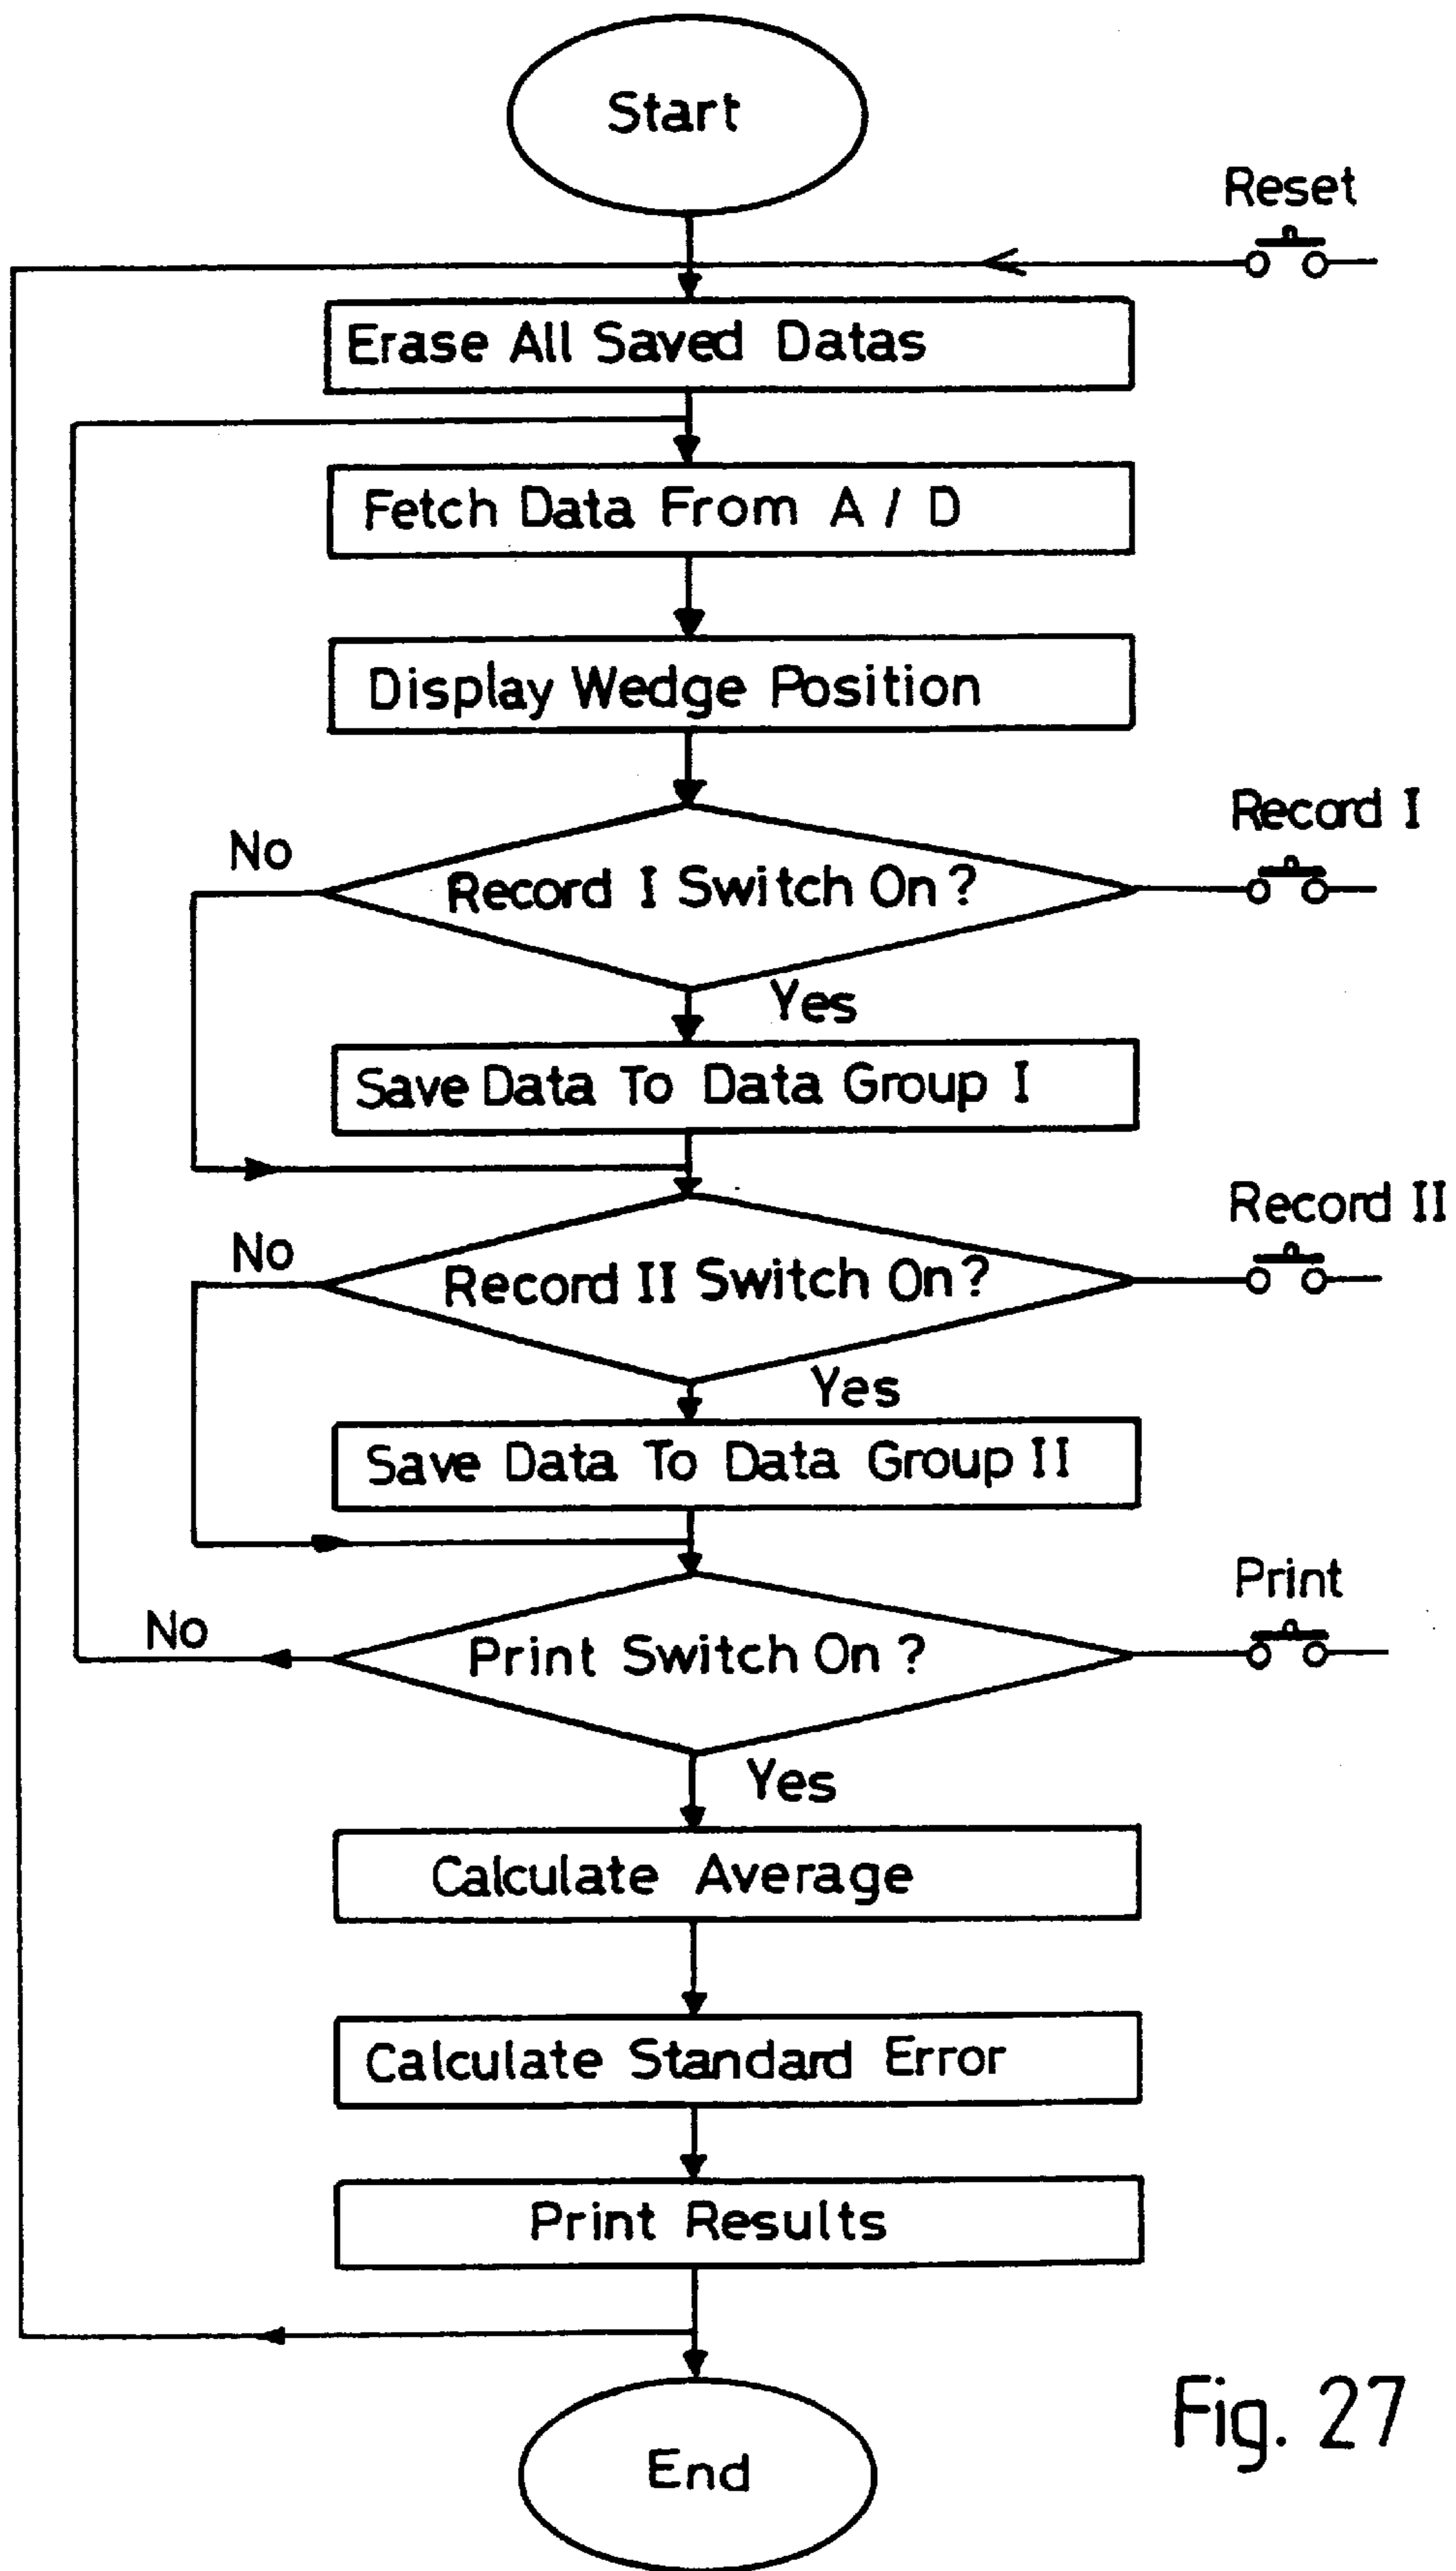 Start
Reset
Erase All Saved Datas
Fetch Data From A / D
Display Wedge Position
Record I
No
Record I Switch On?
Yes
Save Data To Data Group I
Record II
No
Record II Switch On?
Yes
Save Data To Data Group II
Print
No
Print Switch On?
Yes
Calculate Average
Calculate Standard Error
Print Results
End
Fig. 27